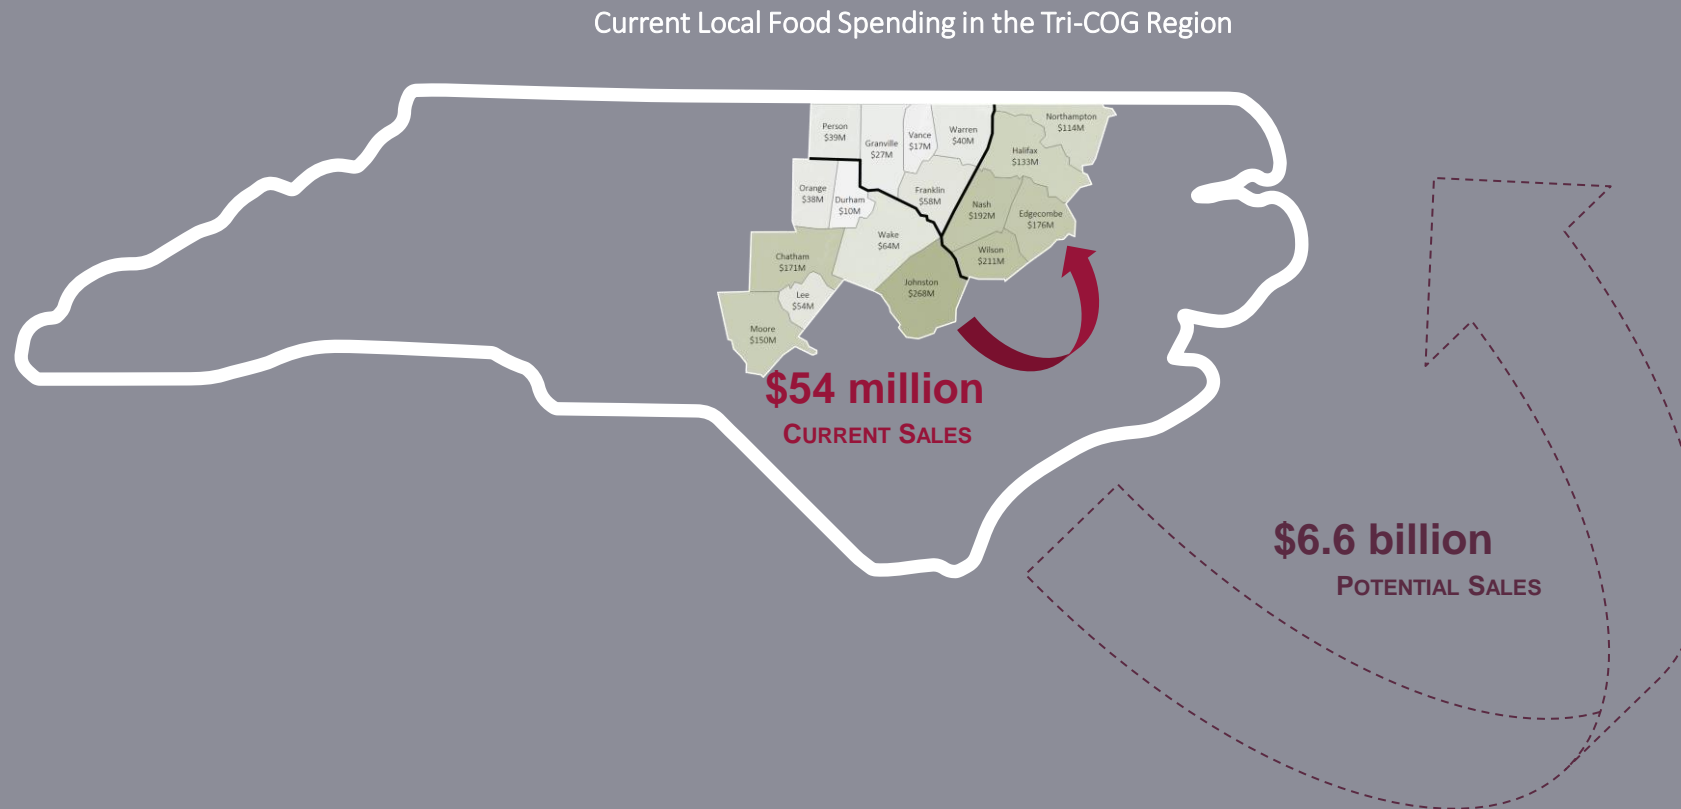 Current Local Food Spending in the Tri-COG Region
Person
$39M
Granville
$27M
Vance
$17M
Warren
$40M
Northampton
$114M
Halifax
$133M
Orange
$38M
Durham
$10M
Franklin
$58M
Nash
$192M
Edgecombe
$176M
Wake
$64M
Wilson
$211M
Chatham
$171M
Lee
$54M
Johnston
$268M
Moore
$150M
$54 million
CURRENT SALES
$6.6 billion
POTENTIAL SALES